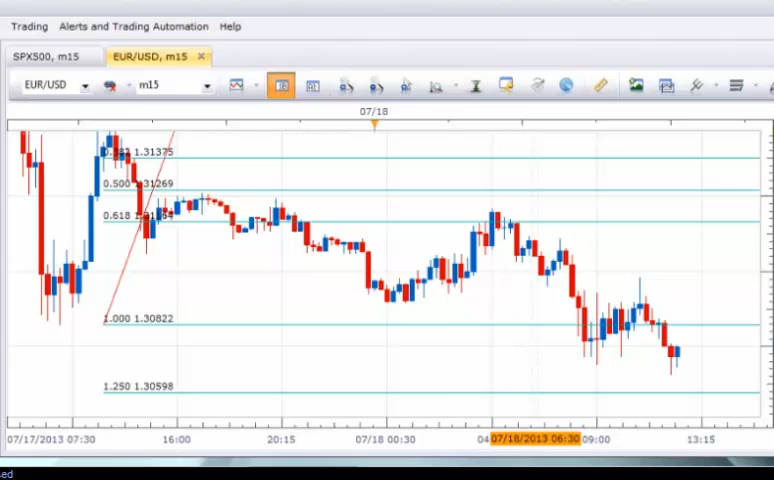 Trading Alerts and Trading Automation Help
SPX500, m15 EUR/USD, m15
EUR/USD m15
07/18
1.31375
0.500 1.31269
0.618
1.000 1.30822
1.250 1.30598
07/17/2013 07:30 16:00 20:15 07/18 00:30 04 07/18/2013 06:30 09:00 13:15
sed